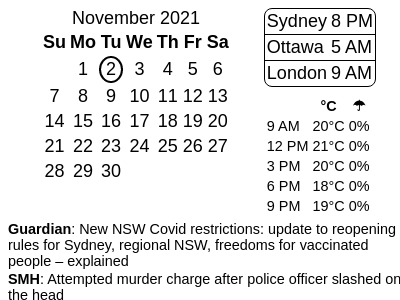 November 2021
Su Mo Tu We Th Fr Sa
1 2 3 4 5 6
7 8 9 10 11 12 13
14 15 16 17 18 19 20
21 22 23 24 25 26 27
28 29 30
Sydney 8 PM
Ottawa 5 AM
London 9 AM
°C ☂
9 AM 20°C 0%
12 PM 21°C 0%
3 PM 20°C 0%
6 PM 18°C 0%
9 PM 19°C 0%
Guardian: New NSW Covid restrictions: update to reopening
rules for Sydney, regional NSW, freedoms for vaccinated
people – explained
SMH: Attempted murder charge after police officer slashed on
the head